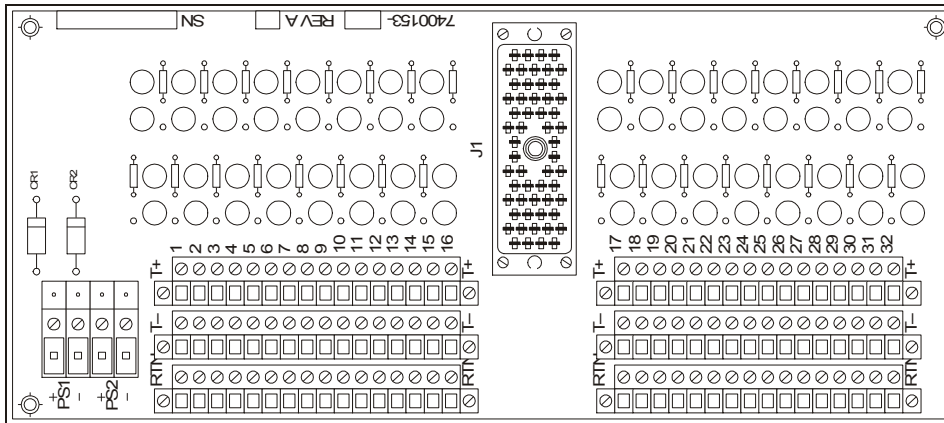 SN REV A 7400153-
J1
CR1 CR2
1 2 3 4 5 6 7 8 9 10 11 12 13 14 15 16
17 18 19 20 21 22 23 24 25 26 27 28 29 30 31 32
T+ T+ T+ T+
T– T– T– T–
RTN RTN RTN RTN
+ – + –
PS1 PS2